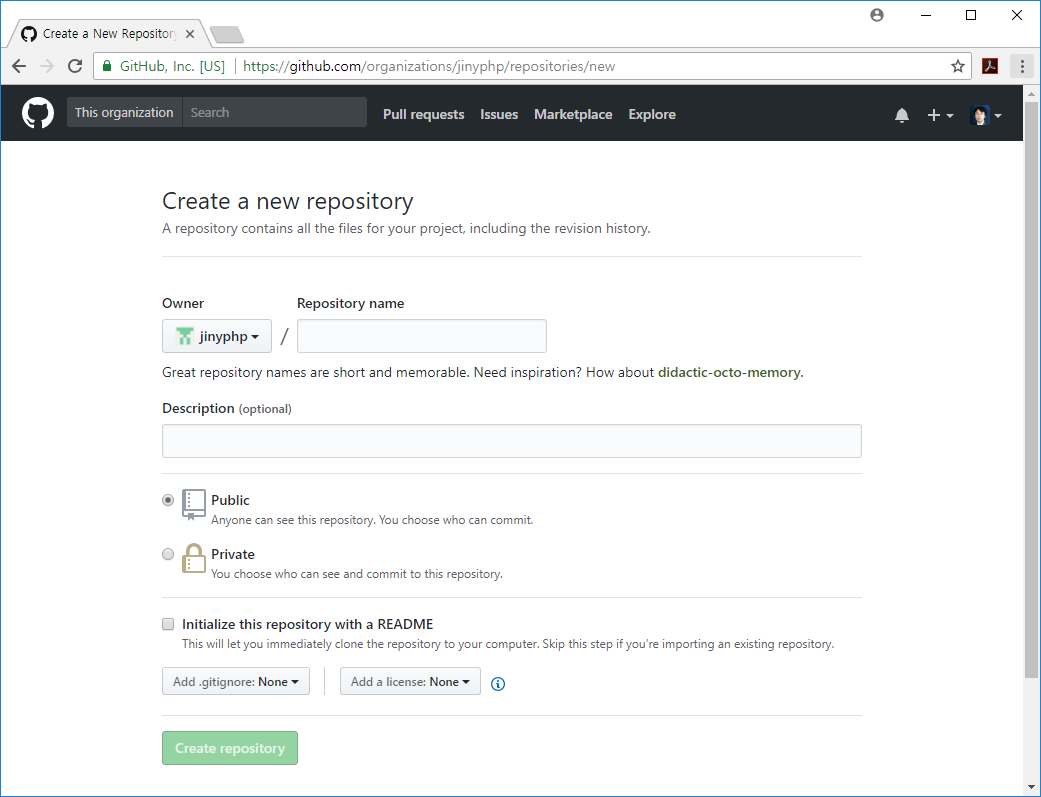 Create a New Repository
GitHub, Inc. [US] https://github.com/organizations/jinyphp/repositories/new
This organization Search Pull requests Issues Marketplace Explore
Create a new repository
A repository contains all the files for your project, including the revision history.
Owner Repository name
jinyphp /
Great repository names are short and memorable. Need inspiration? How about didactic-octo-memory.
Description (optional)
Public
Anyone can see this repository. You choose who can commit.
Private
You choose who can see and commit to this repository.
Initialize this repository with a README
This will let you immediately clone the repository to your computer. Skip this step if you’re importing an existing repository.
Add .gitignore: None Add a license: None
Create repository